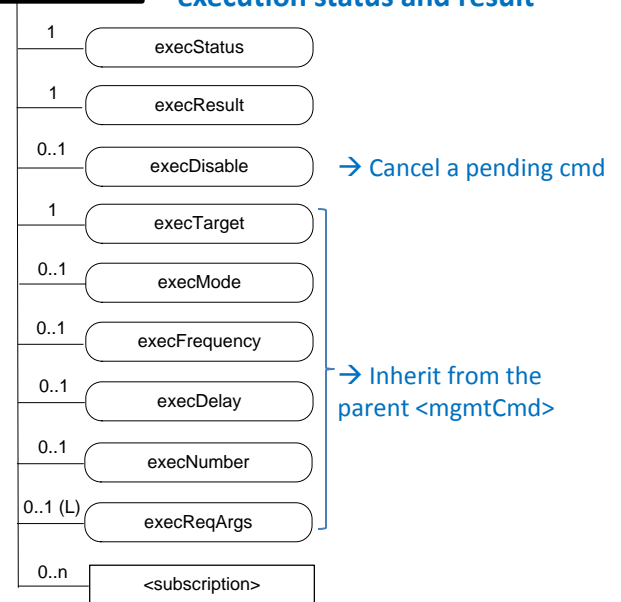 execution status and result
1
execStatus
1
execResult
0..1
execDisable
→ Cancel a pending cmd
1
execTarget
0..1
execMode
0..1
execFrequency
→ Inherit from the
parent <mgmtCmd>
0..1
execDelay
0..1
execNumber
0..1 (L)
execReqArgs
0..n
<subscription>